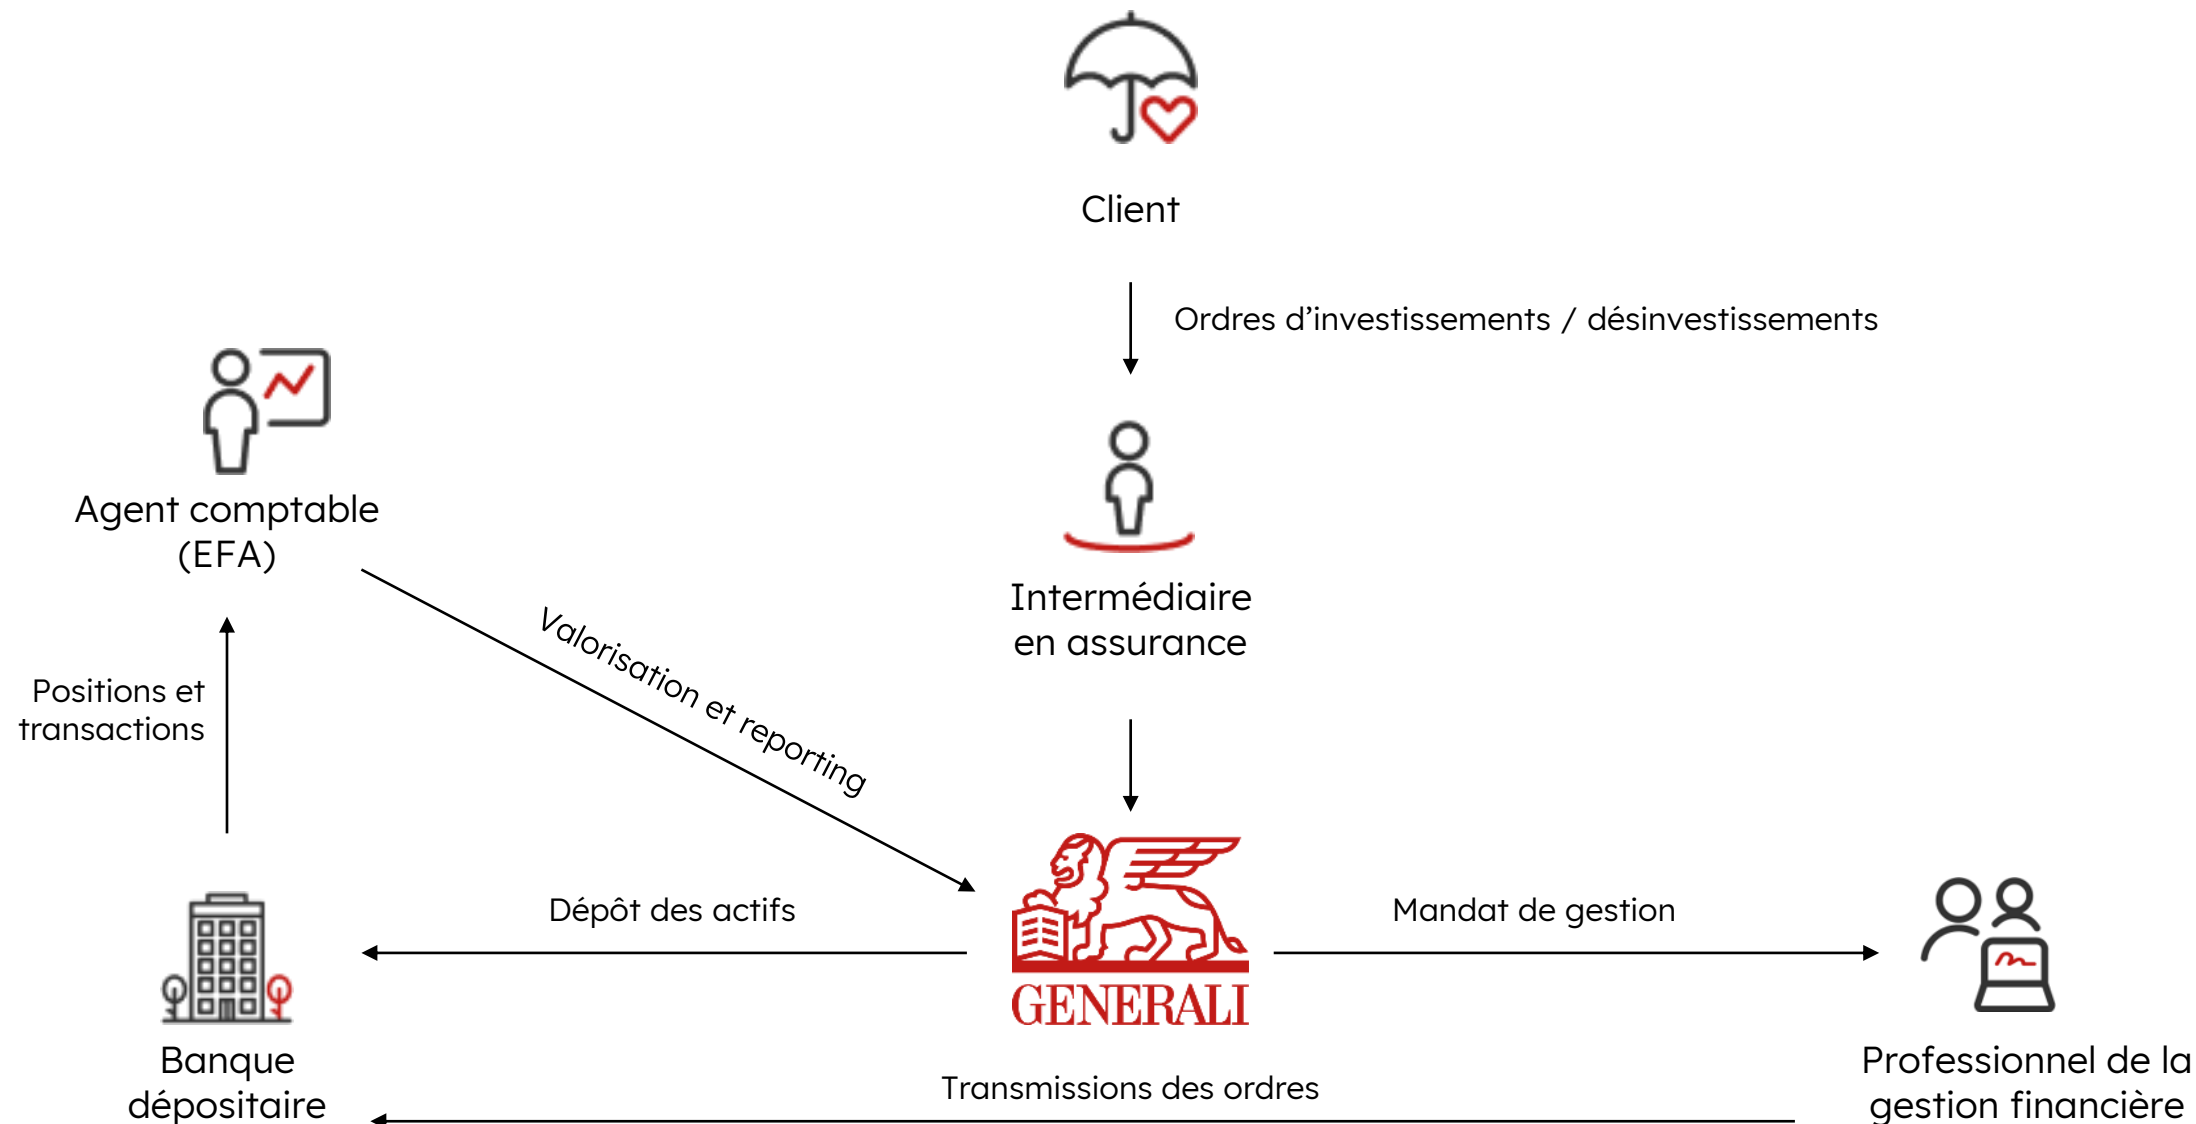 Client
Ordres d’investissements / désinvestissements
Agent comptable
(EFA)
Intermédiaire
en assurance
Valorisation et reporting
Positions et
transactions
Dépôt des actifs
Mandat de gestion
GENERALI
Banque
dépositaire
Transmissions des ordres
Professionnel de la
gestion financière